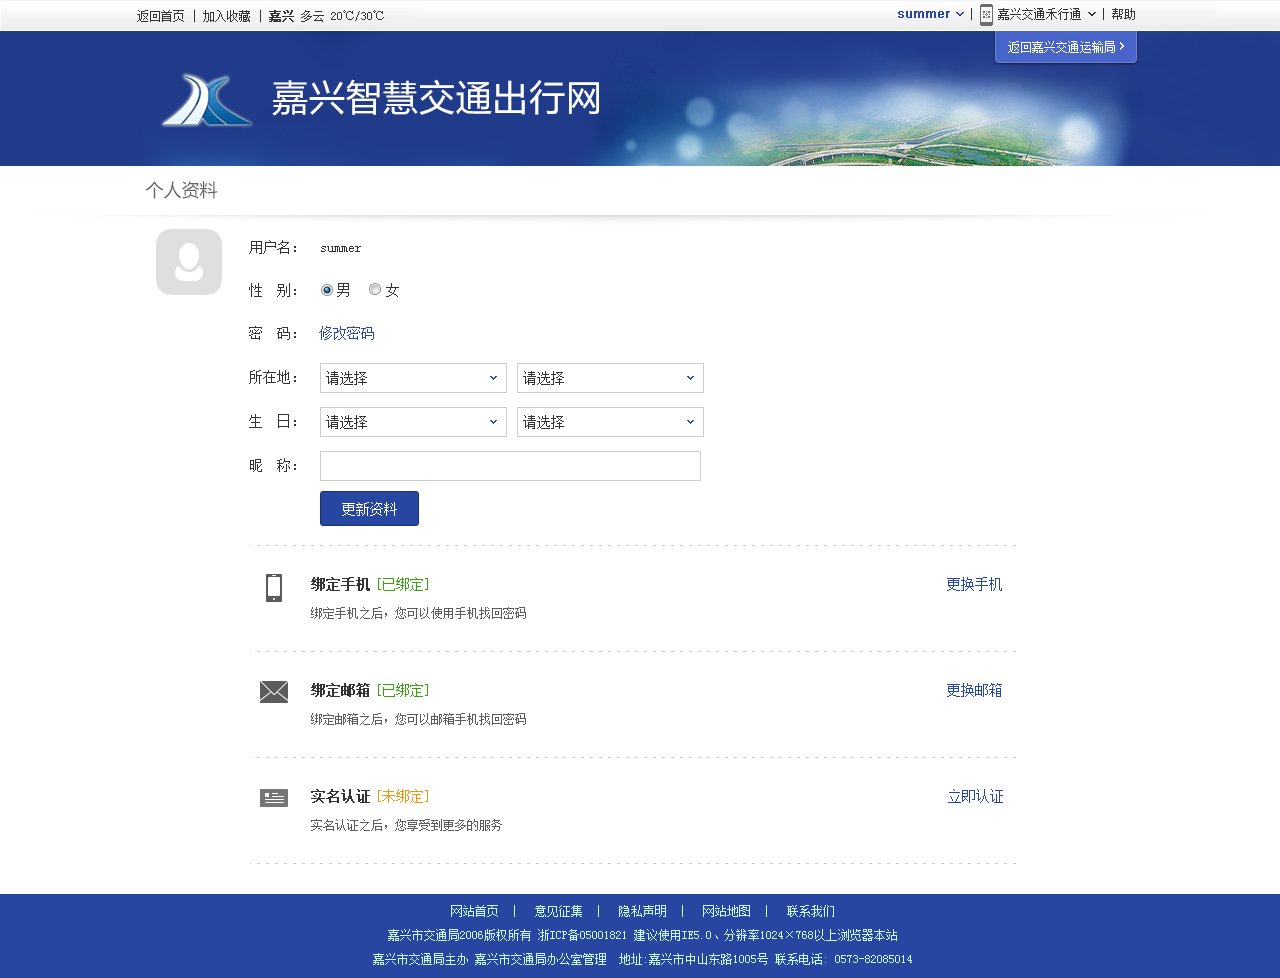 返回首页 | 加入收藏 | 嘉兴 多云 20℃/30℃
summer | 嘉兴交通禾行通 | 帮助
返回嘉兴交通运输局
嘉兴智慧交通出行网
个人资料
用户名： summer
性 别： 男 女
密 码： 修改密码
所在地： 请选择 请选择
生 日： 请选择 请选择
昵 称：
更新资料
绑定手机 [已绑定] 更换手机
绑定手机之后，您可以使用手机找回密码
绑定邮箱 [已绑定] 更换邮箱
绑定邮箱之后，您可以邮箱手机找回密码
实名认证 [未绑定] 立即认证
实名认证之后，您享受到更多的服务
网站首页 | 意见征集 | 隐私声明 | 网站地图 | 联系我们
嘉兴市交通局2006版权所有 浙ICP备05001821 建议使用IE5.0、分辨率1024×768以上浏览器本站
嘉兴市交通局主办 嘉兴市交通局办公室管理 地址:嘉兴市中山东路1005号 联系电话: 0573-82085014